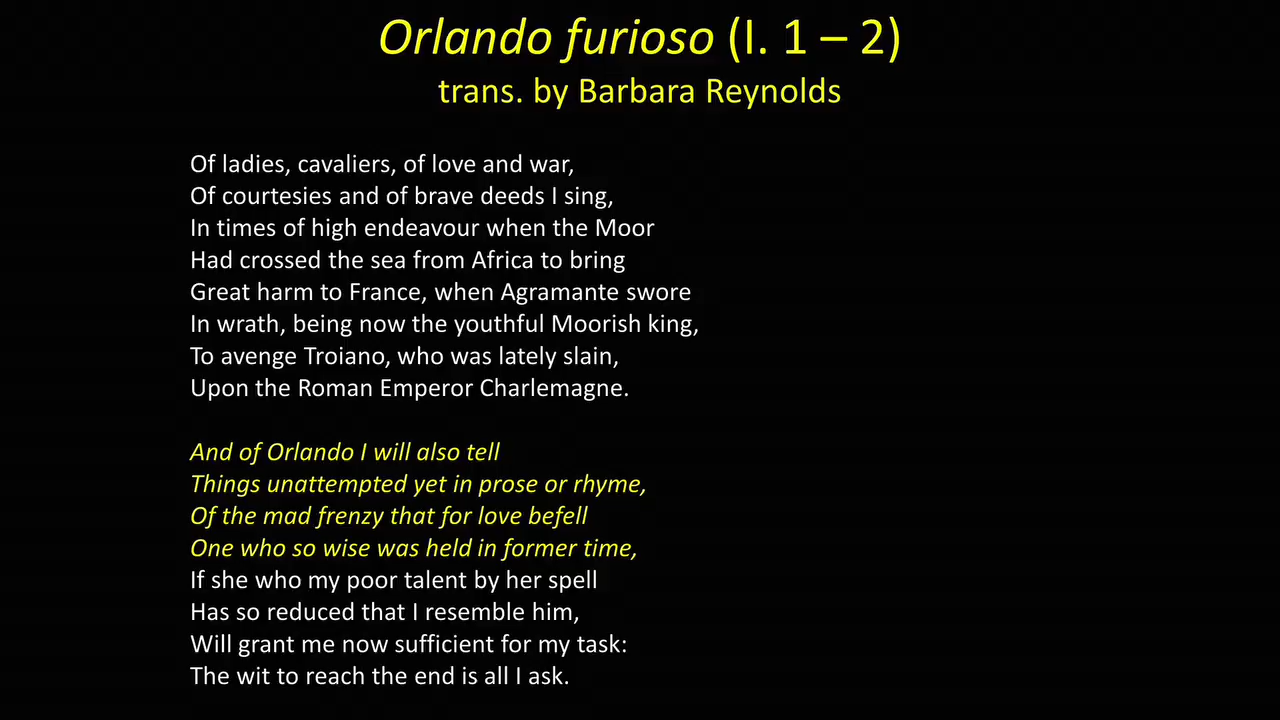 Orlando furioso (I. 1 – 2)
trans. by Barbara Reynolds
Of ladies, cavaliers, of love and war,
Of courtesies and of brave deeds I sing,
In times of high endeavour when the Moor
Had crossed the sea from Africa to bring
Great harm to France, when Agramante swore
In wrath, being now the youthful Moorish king,
To avenge Troiano, who was lately slain,
Upon the Roman Emperor Charlemagne.
And of Orlando I will also tell
Things unattempted yet in prose or rhyme,
Of the mad frenzy that for love befell
One who so wise was held in former time,
If she who my poor talent by her spell
Has so reduced that I resemble him,
Will grant me now sufficient for my task:
The wit to reach the end is all I ask.